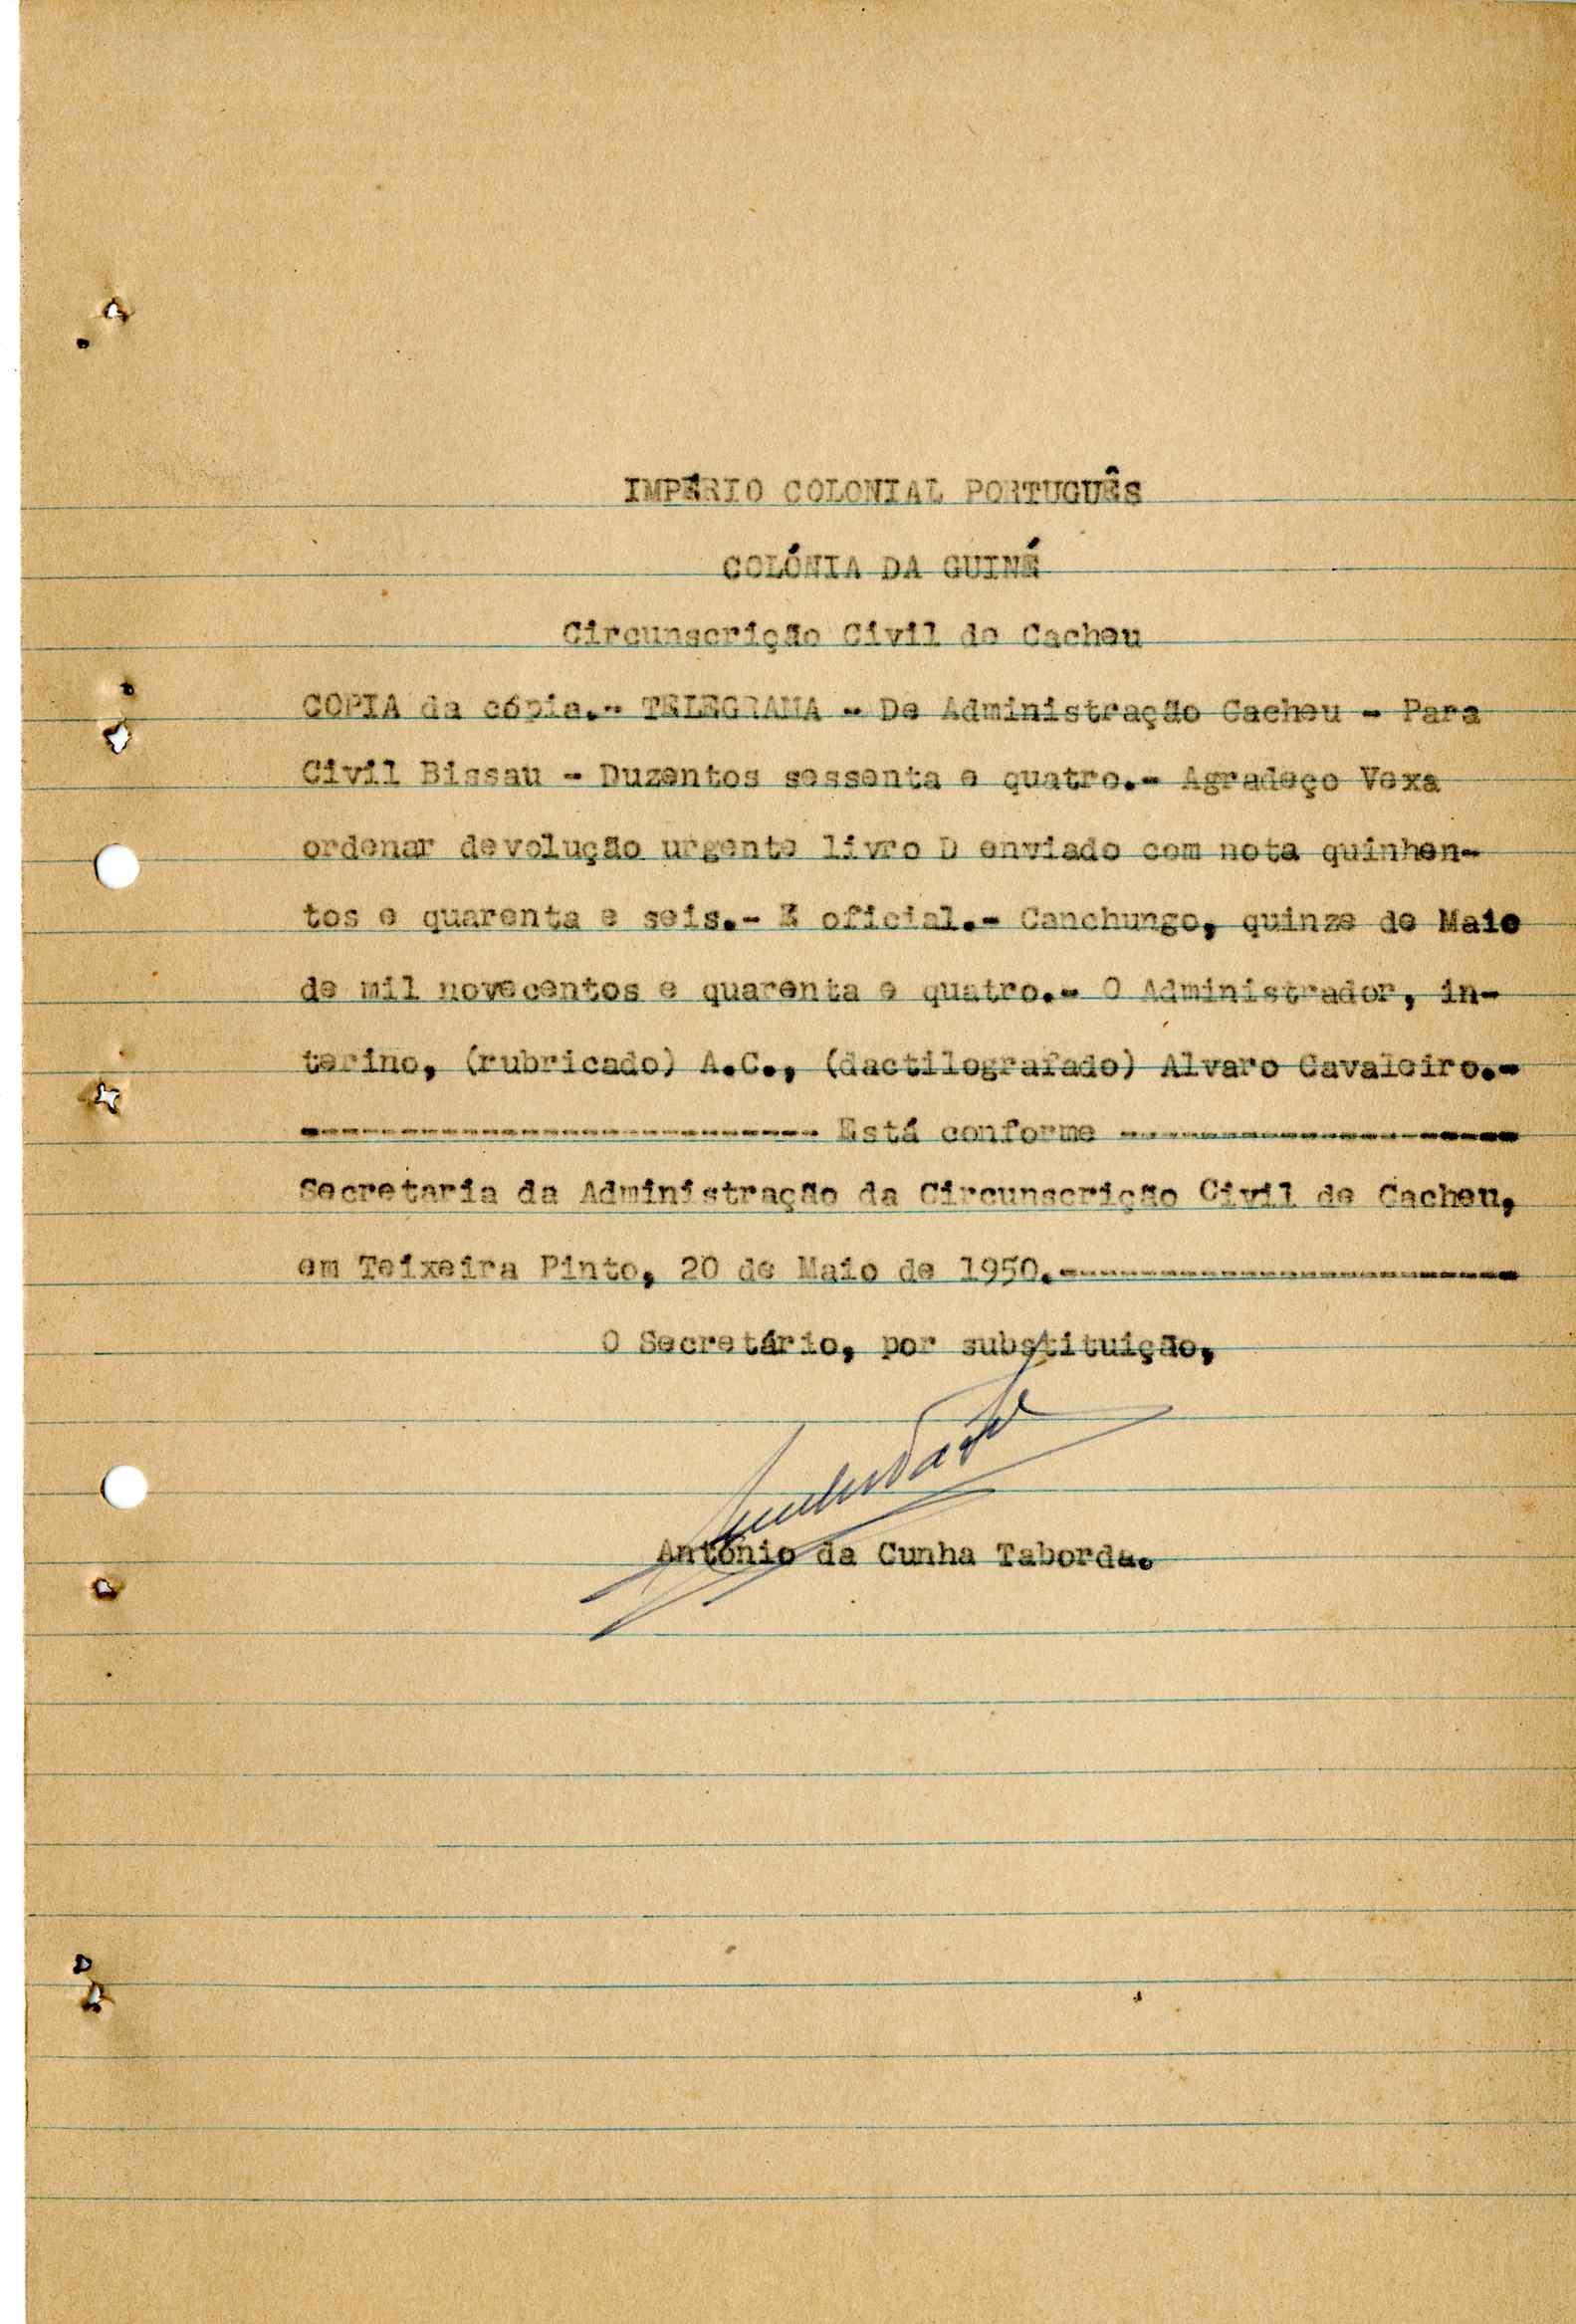 IMPÉRIO COLONIAL PORTUGUÊS
COLÓNIA DA GUINÉ
Circunscrição Civil de Cacheu
COPIA da cópia.- TELEGRAMA - De Administração Cacheu - Para
Civil Bissau - Duzentos sessenta e quatro.- Agradeço Vexa
ordenar devolução urgente livro D enviado com nota quinhen-
tos e quarenta e seis.- É oficial.- Canchungo, quinze de Maio
de mil novecentos e quarenta e quatro.- O Administrador, in-
terino, (rubricado) A.C., (dactilografado) Alvaro Cavaleiro.-
-------------------------- Está conforme --------------------
Secretaria da Administração da Circunscrição Civil de Cacheu,
em Teixeira Pinto, 20 de Maio de 1950.-----------------------
O Secretário, por substituição,
António da Cunha Taborda.